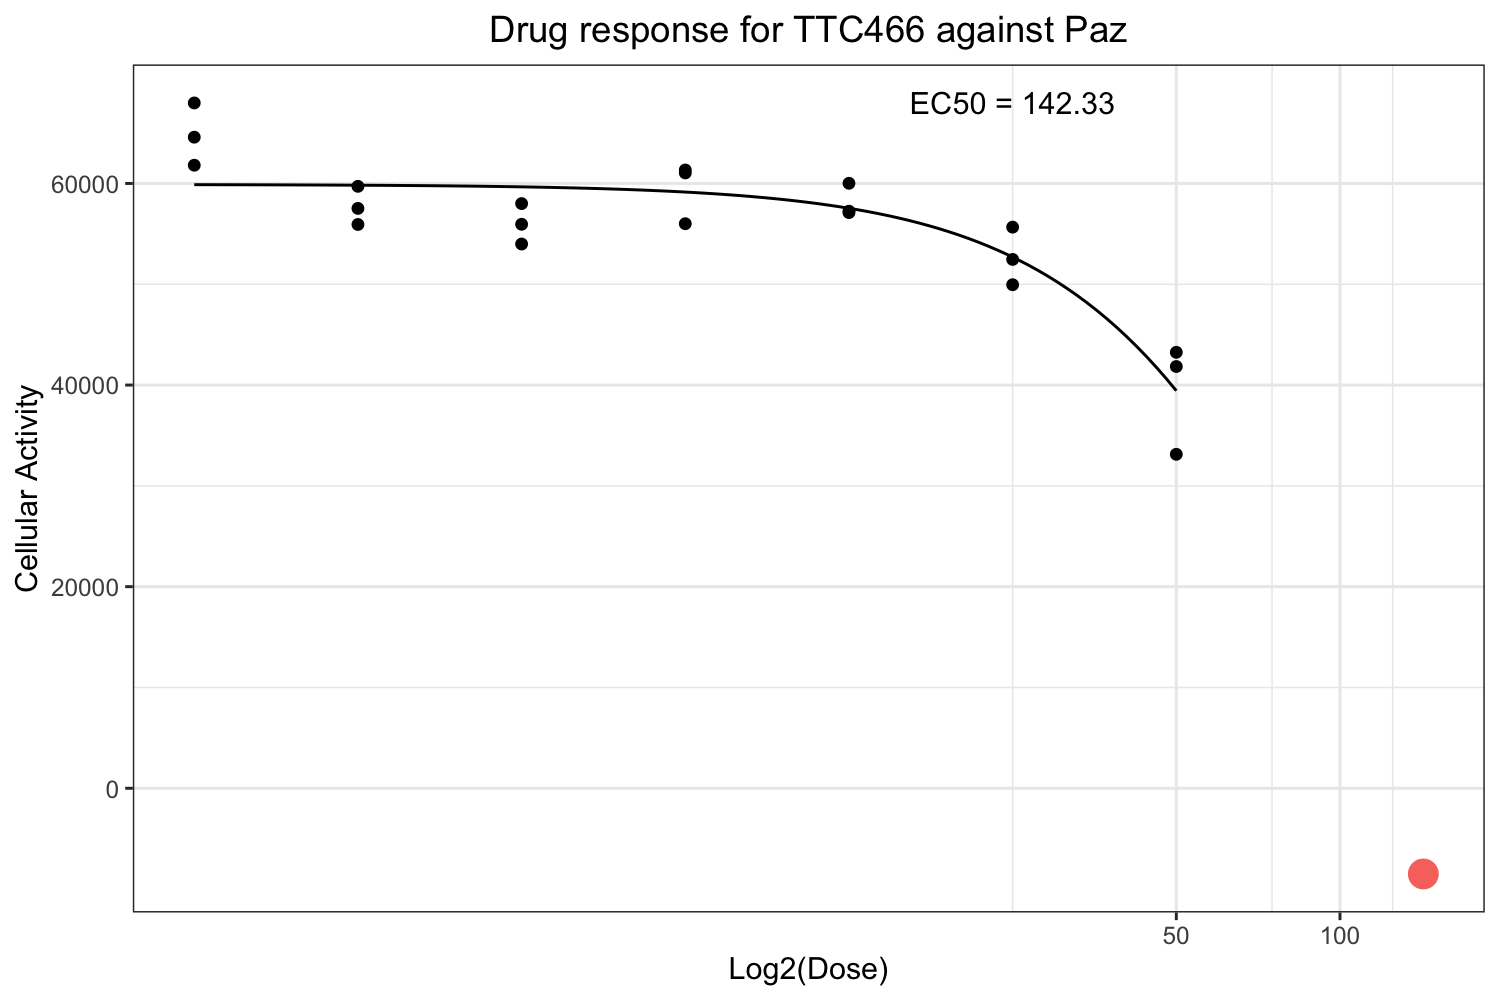 Drug response for TTC466 against Paz
EC50 = 142.33
60000
40000
20000
0
Cellular Activity
50 100
Log2(Dose)